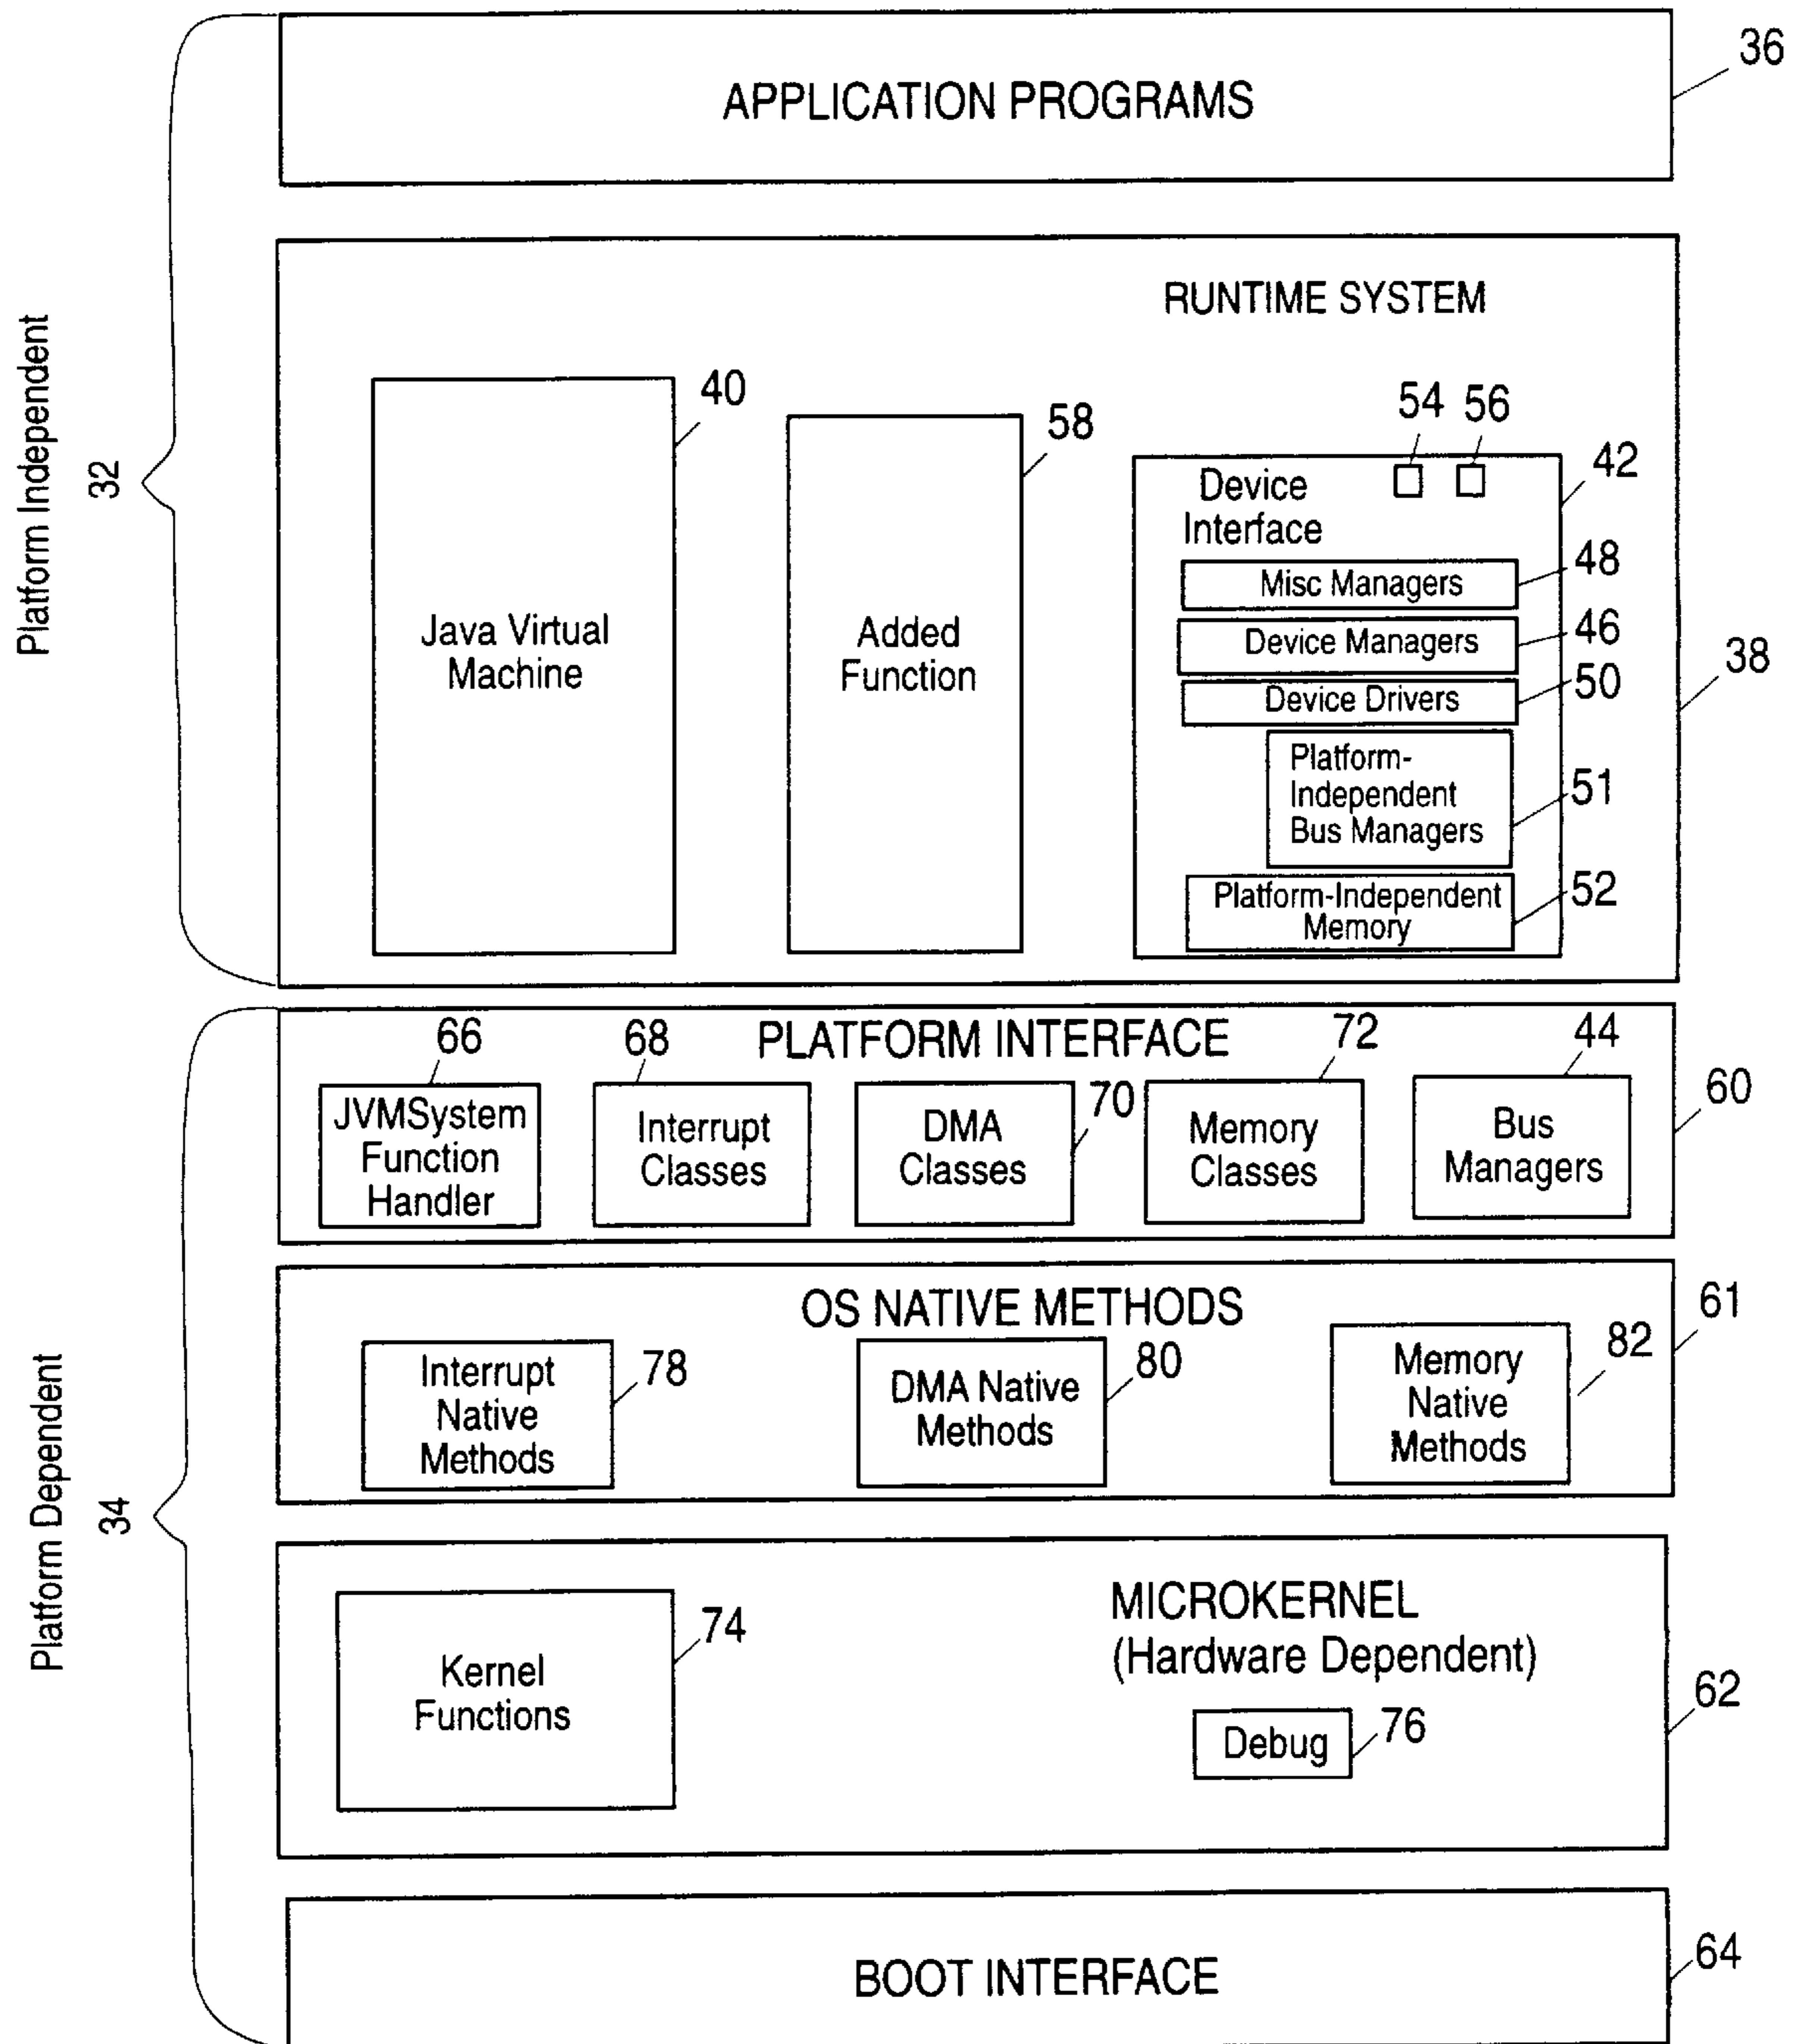 APPLICATION PROGRAMS
36
Platform Independent
32
RUNTIME SYSTEM
38
Java Virtual
Machine
40
Added
Function
58
54 56
42
Device
Interface
Misc Managers
48
Device Managers
46
Device Drivers
50
Platform-
Independent
Bus Managers
51
Platform-Independent
Memory
52
Platform Dependent
34
PLATFORM INTERFACE
60
66
JVMSystem
Function
Handler
68
Interrupt
Classes
DMA
Classes
70
72
Memory
Classes
44
Bus
Managers
OS NATIVE METHODS
61
Interrupt
Native
Methods
78
DMA Native
Methods
80
Memory
Native
Methods
82
Kernel
Functions
74
MICROKERNEL
(Hardware Dependent)
62
Debug
76
BOOT INTERFACE
64